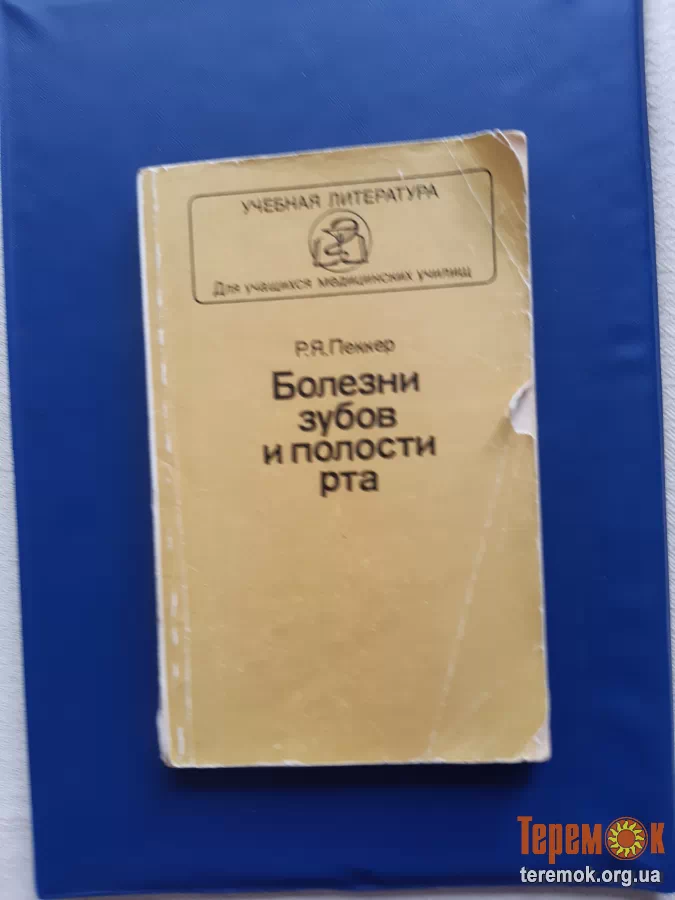 УЧЕБНАЯ ЛИТЕРАТУРА
Для учащихся медицинских училищ
Р.Я.Пеккер
Болезни
зубов
и полости
рта
Теремок
teremok.org.ua